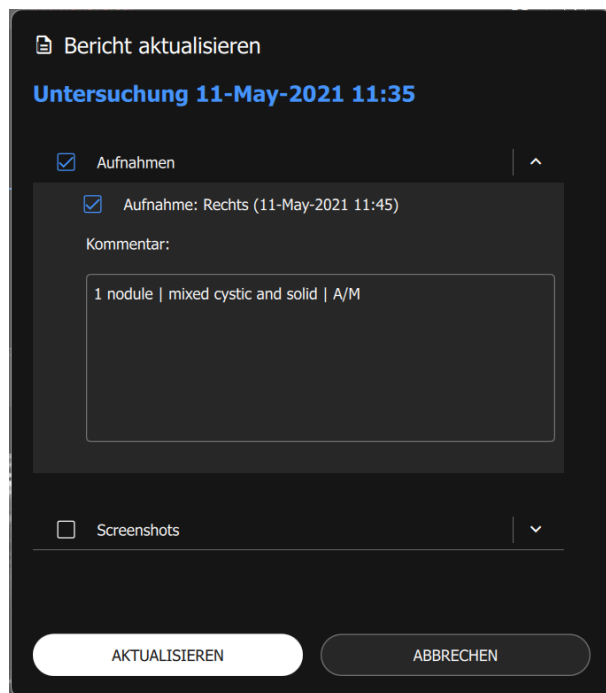 Bericht aktualisieren
Untersuchung 11-May-2021 11:35
Aufnahmen
Aufnahme: Rechts (11-May-2021 11:45)
Kommentar:
1 nodule | mixed cystic and solid | A/M
Screenshots
AKTUALISIEREN
ABBRECHEN